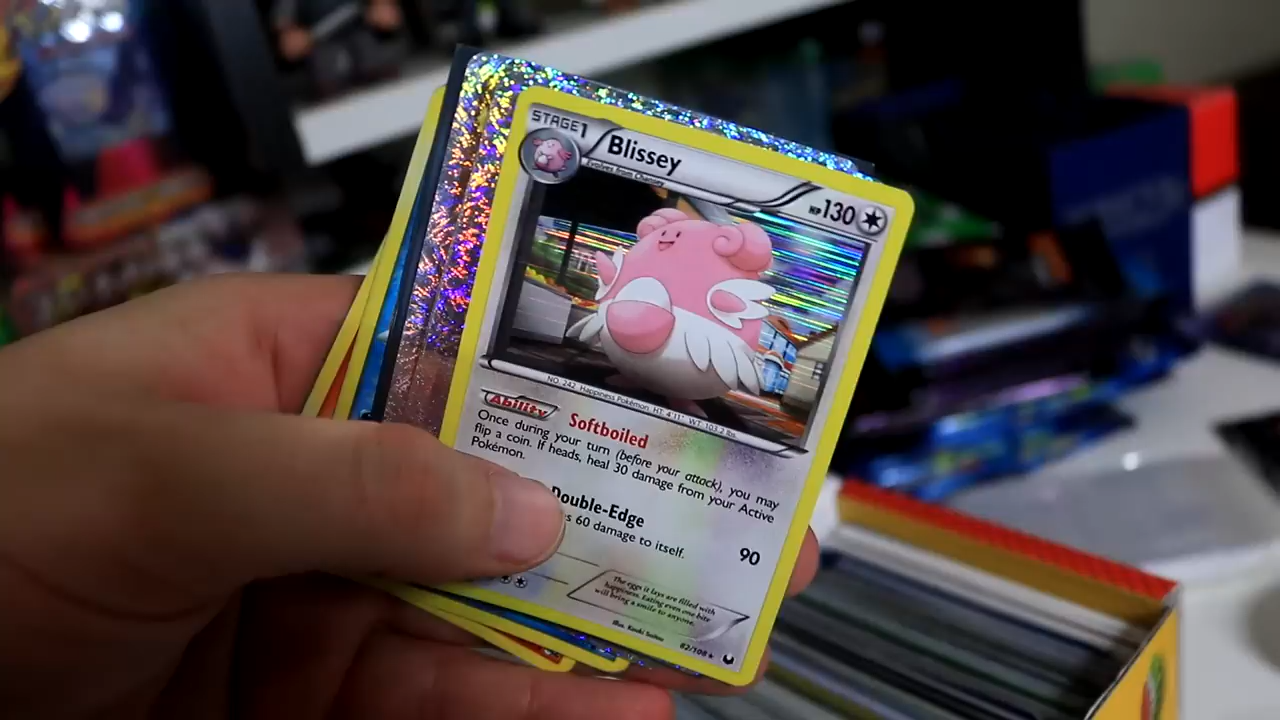 STAGE1
Blissey
Evolves from Chansey
HP130
NO. 242 Happiness Pokémon HT: 4'11" WT: 103.2 lbs.
Ability Softboiled
Once during your turn (before your attack), you may
flip a coin. If heads, heal 30 damage from your Active
Pokémon.
Double-Edge
90
60 damage to itself.
The eggs it lays are filled with
happiness. Eating even one bite
will bring a smile to anyone.
Illus. Kouki Saitou
82/108